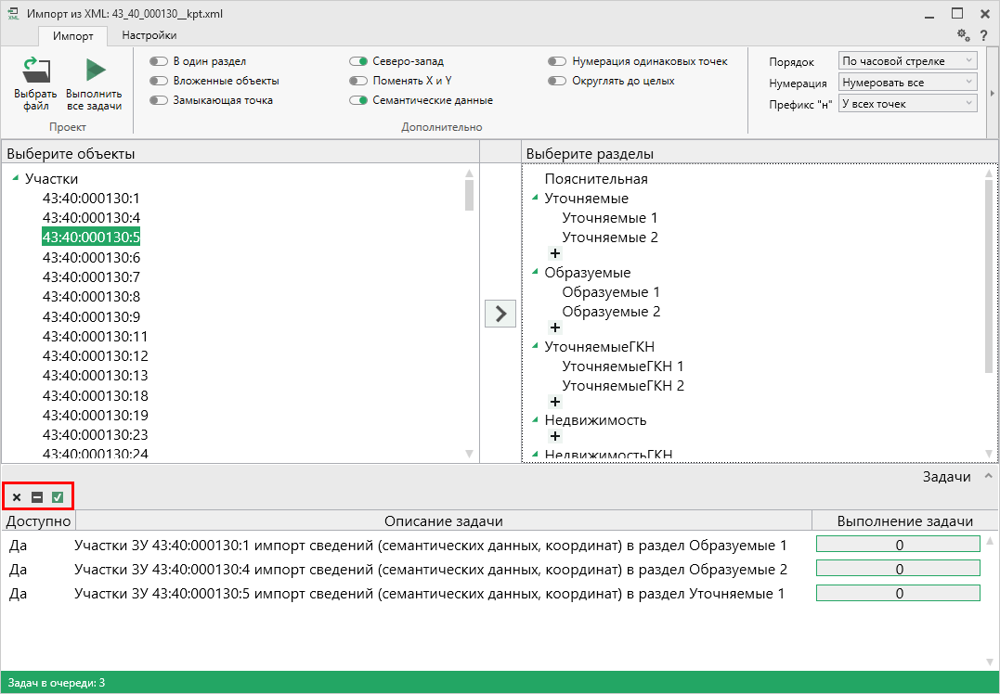 XML
Импорт из XML: 43_40_000130__kpt.xml
Импорт
Настройки
?
Выбрать
файл
Выполнить
все задачи
Проект
В один раздел
Вложенные объекты
Замыкающая точка
Северо-запад
Поменять X и Y
Семантические данные
Нумерация одинаковых точек
Округлять до целых
Дополнительно
Порядок
По часовой стрелке
Нумерация
Нумеровать все
Префикс "н"
У всех точек
Выберите объекты
Участки
43:40:000130:1
43:40:000130:4
43:40:000130:5
43:40:000130:6
43:40:000130:7
43:40:000130:8
43:40:000130:9
43:40:000130:11
43:40:000130:12
43:40:000130:13
43:40:000130:18
43:40:000130:19
43:40:000130:23
43:40:000130:24
Выберите разделы
Пояснительная
Уточняемые
Уточняемые 1
Уточняемые 2
+
Образуемые
Образуемые 1
Образуемые 2
+
УточняемыеГКН
УточняемыеГКН 1
УточняемыеГКН 2
+
Недвижимость
+
НедвижимостьГКН
Задачи
Доступно Описание задачи Выполнение задачи
Да Участки ЗУ 43:40:000130:1 импорт сведений (семантических данных, координат) в раздел Образуемые 1 0
Да Участки ЗУ 43:40:000130:4 импорт сведений (семантических данных, координат) в раздел Образуемые 2 0
Да Участки ЗУ 43:40:000130:5 импорт сведений (семантических данных, координат) в раздел Уточняемые 1 0
Задач в очереди: 3